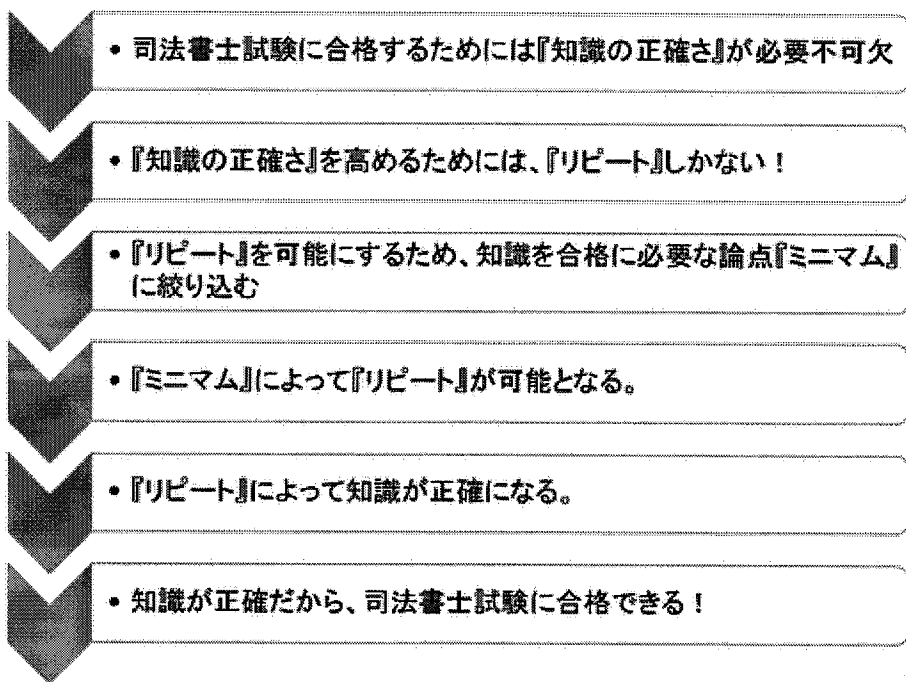 • 司法書士試験に合格するためには『知識の正確さ』が必要不可欠
• 『知識の正確さ』を高めるためには、『リピート』しかない！
• 『リピート』を可能にするため、知識を合格に必要な論点『ミニマム』
に絞り込む
• 『ミニマム』によって『リピート』が可能となる。
• 『リピート』によって知識が正確になる。
• 知識が正確だから、司法書士試験に合格できる！